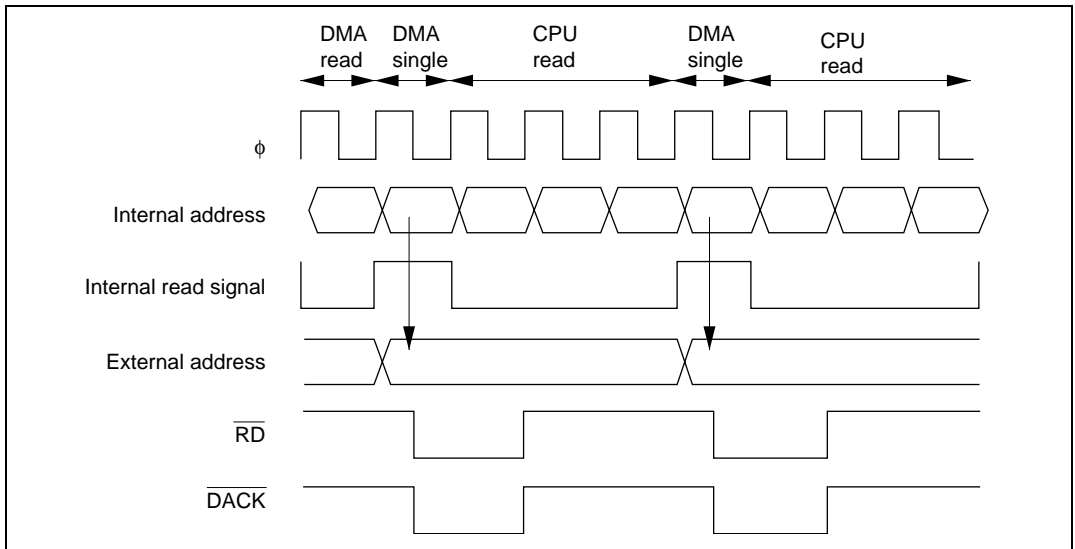 DMA read
DMA single
CPU read
DMA single
CPU read
φ
Internal address
Internal read signal
External address
RD
DACK